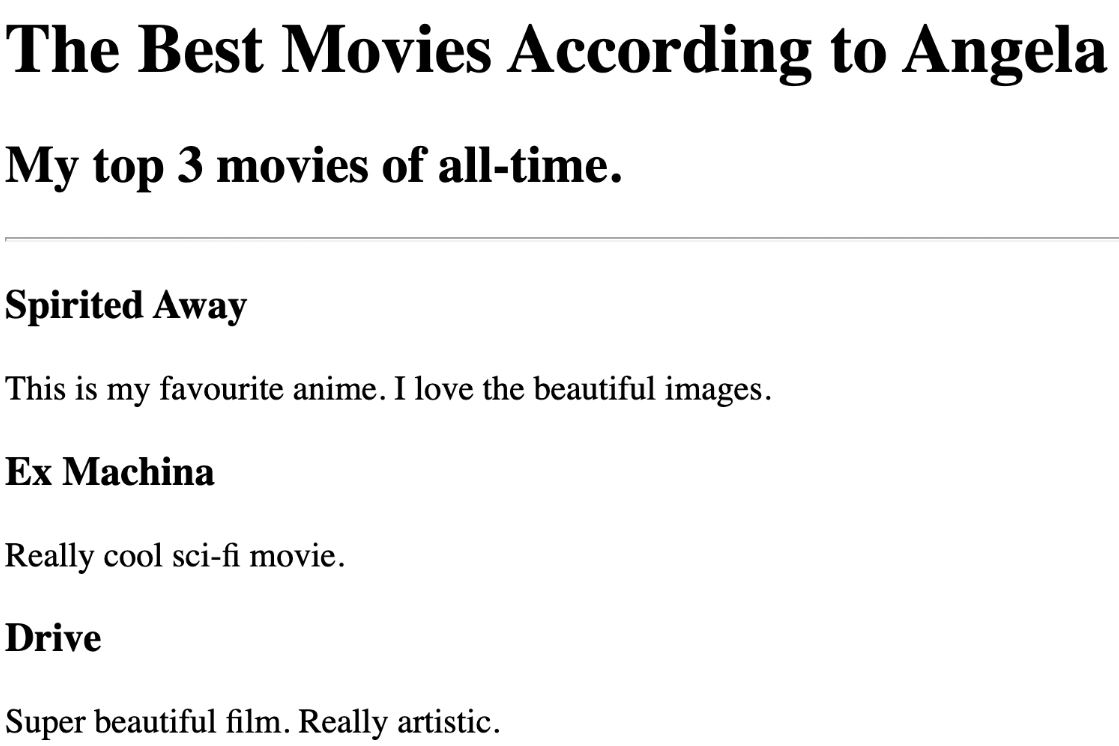 The Best Movies According to Angela
My top 3 movies of all-time.
Spirited Away
This is my favourite anime. I love the beautiful images.
Ex Machina
Really cool sci-fi movie.
Drive
Super beautiful film. Really artistic.